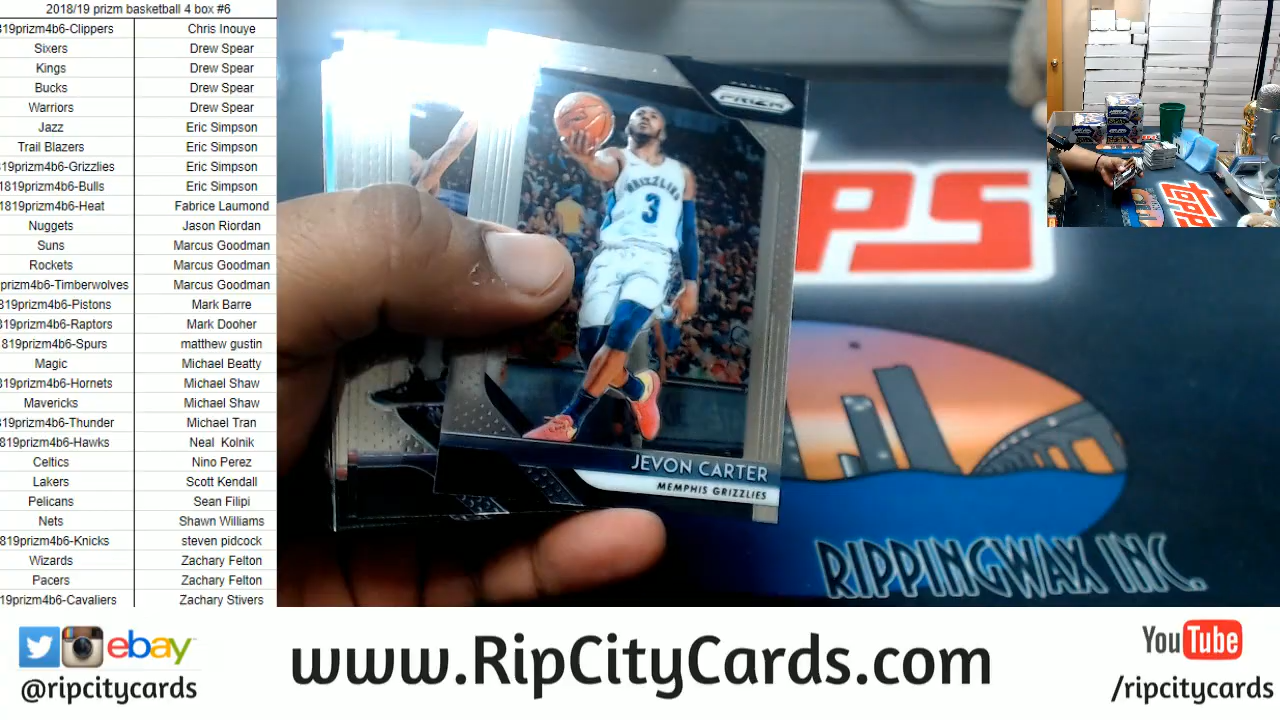 2018/19 prizm basketball 4 box #6
819prizm4b6-Clippers Chris Inouye
Sixers Drew Spear
Kings Drew Spear
Bucks Drew Spear
Warriors Drew Spear
Jazz Eric Simpson
Trail Blazers Eric Simpson
819prizm4b6-Grizzlies Eric Simpson
1819prizm4b6-Bulls Eric Simpson
1819prizm4b6-Heat Fabrice Laumond
Nuggets Jason Riordan
Suns Marcus Goodman
Rockets Marcus Goodman
prizm4b6-Timberwolves Marcus Goodman
819prizm4b6-Pistons Mark Barre
819prizm4b6-Raptors Mark Dooher
819prizm4b6-Spurs matthew gustin
Magic Michael Beatty
819prizm4b6-Hornets Michael Shaw
Mavericks Michael Shaw
819prizm4b6-Thunder Michael Tran
819prizm4b6-Hawks Neal Kolnik
Celtics Nino Perez
Lakers Scott Kendall
Pelicans Sean Filipi
Nets Shawn Williams
819prizm4b6-Knicks steven pidcock
Wizards Zachary Felton
Pacers Zachary Felton
19prizm4b6-Cavaliers Zachary Stivers
PANINI
PRIZM
GRIZZLIES
3
JEVON CARTER
MEMPHIS GRIZZLIES
PS
RIPPINGWAX INC.
ebay
@ripcitycards
www.RipCityCards.com
YouTube
/ripcitycards